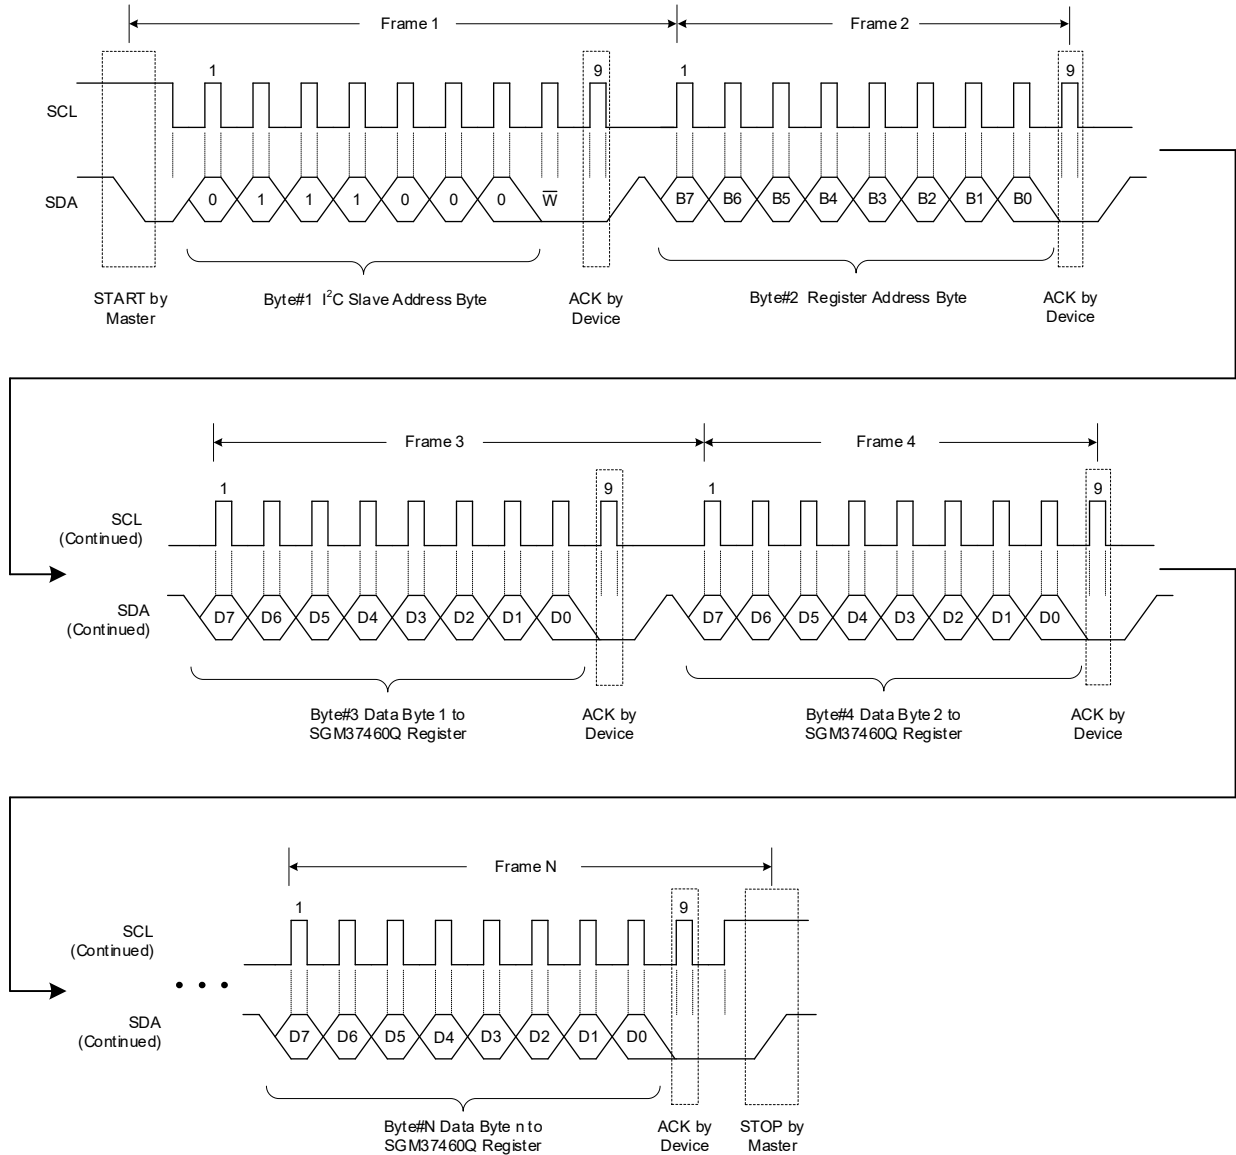 Frame 1
Frame 2
1
9
1
9
SCL
SDA
0
1
1
1
0
0
0
W̅
B7
B6
B5
B4
B3
B2
B1
B0
START by
Master
Byte#1 I²C Slave Address Byte
ACK by
Device
Byte#2 Register Address Byte
ACK by
Device
Frame 3
Frame 4
1
9
1
9
SCL
(Continued)
SDA
(Continued)
D7
D6
D5
D4
D3
D2
D1
D0
D7
D6
D5
D4
D3
D2
D1
D0
Byte#3 Data Byte 1 to
SGM37460Q Register
ACK by
Device
Byte#4 Data Byte 2 to
SGM37460Q Register
ACK by
Device
Frame N
1
9
SCL
(Continued)
• • •
SDA
(Continued)
D7
D6
D5
D4
D3
D2
D1
D0
Byte#N Data Byte n to
SGM37460Q Register
ACK by
Device
STOP by
Master